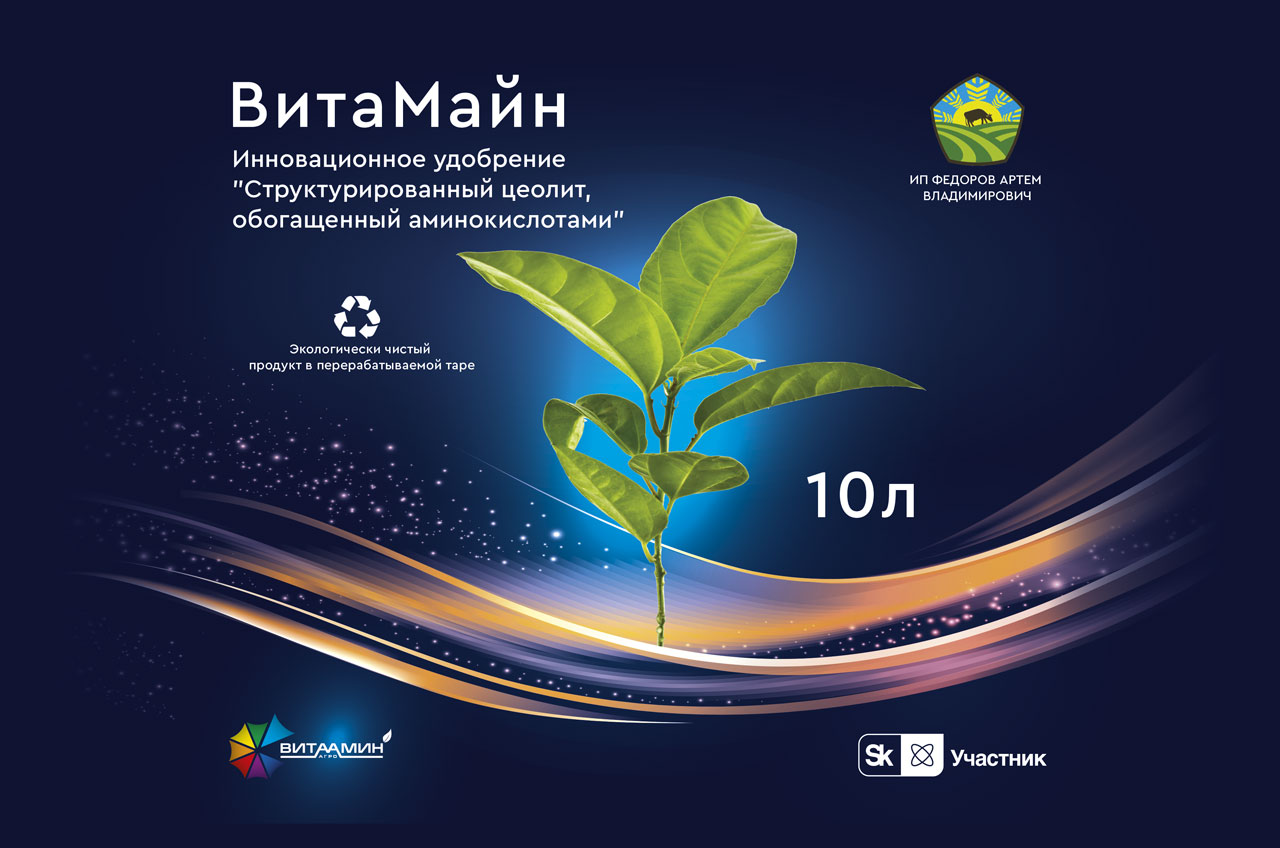 ВитаМайн
Инновационное удобрение
"Структурированный цеолит,
обогащенный аминокислотами"
ИП ФЕДОРОВ АРТЕМ
ВЛАДИМИРОВИЧ
Экологически чистый
продукт в перерабатываемой таре
10л
ВИТААМИН
АГРО
Sk
Участник